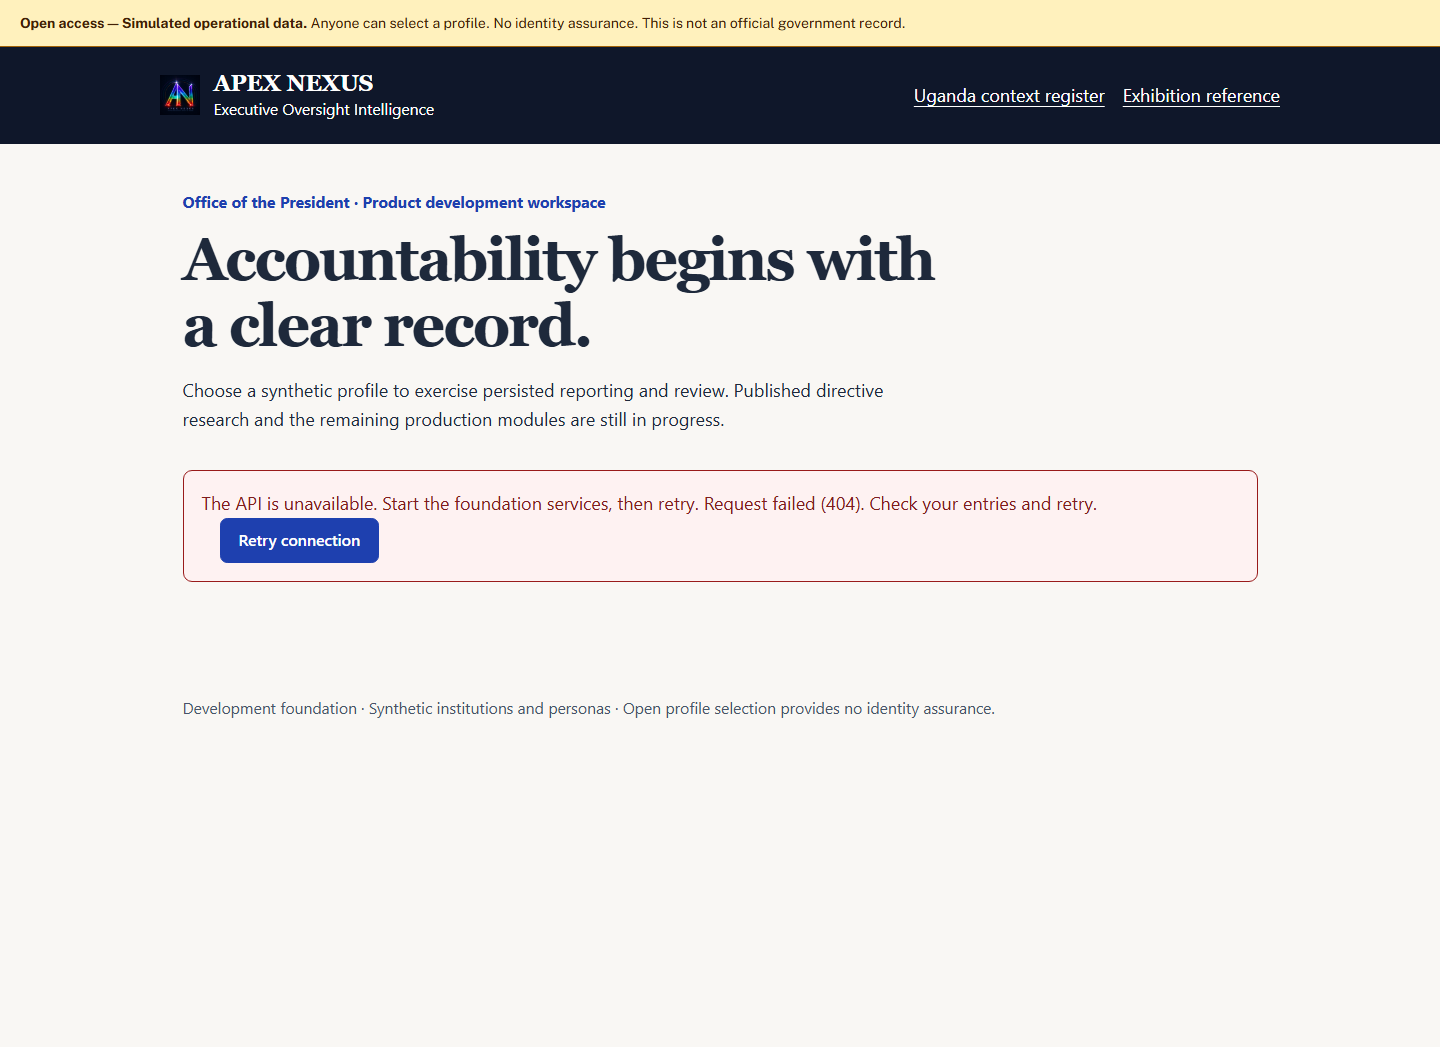 Open access — Simulated operational data. Anyone can select a profile. No identity assurance. This is not an official government record.
AN
APEX NEXUS
Executive Oversight Intelligence
Uganda context register
Exhibition reference
Office of the President · Product development workspace
Accountability begins with
a clear record.
Choose a synthetic profile to exercise persisted reporting and review. Published directive
research and the remaining production modules are still in progress.
The API is unavailable. Start the foundation services, then retry. Request failed (404). Check your entries and retry.
Retry connection
Development foundation · Synthetic institutions and personas · Open profile selection provides no identity assurance.